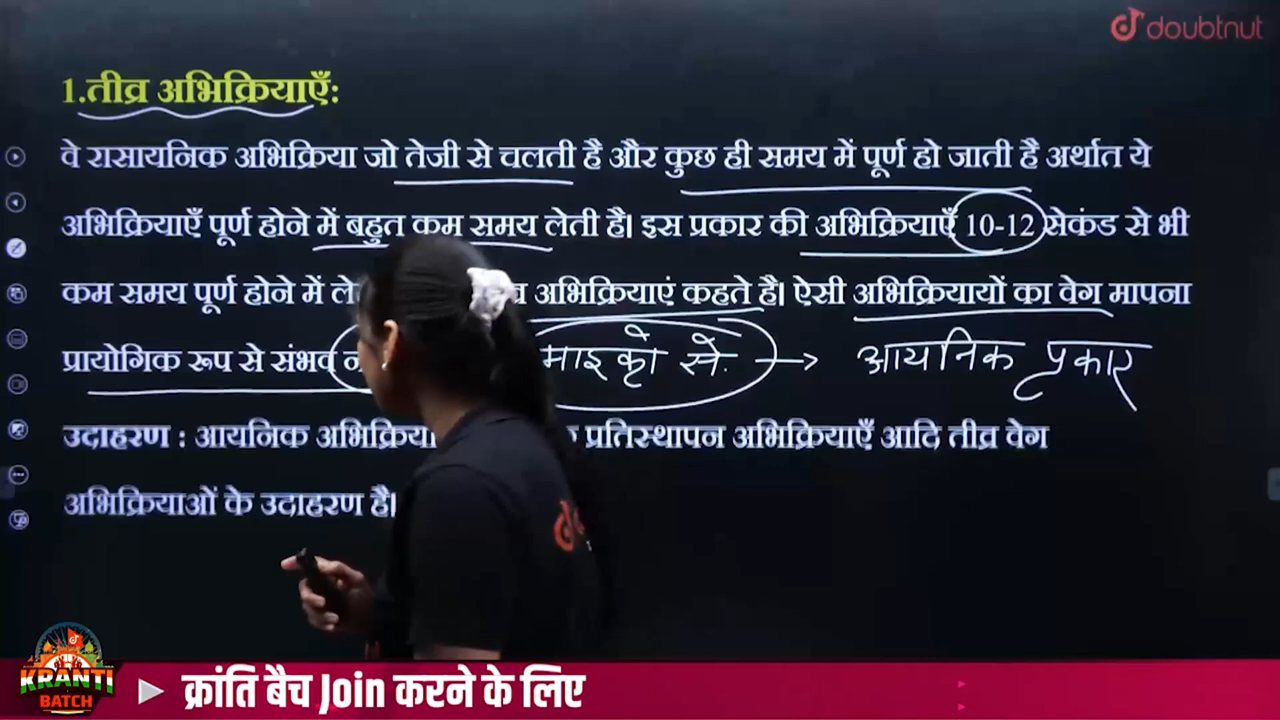 doubtnut
1.तीव्र अभिक्रियाएँ:
वे रासायनिक अभिक्रिया जो तेजी से चलती है और कुछ ही समय में पूर्ण हो जाती है अर्थात ये
अभिक्रियाएँ पूर्ण होने में बहुत कम समय लेती है। इस प्रकार की अभिक्रियाएँ 10-12 सेकंड से भी
कम समय पूर्ण होने में अभिक्रियाएं कहते है। ऐसी अभिक्रियायों का वेग मापना
प्रायोगिक रूप से संभव माइक्रो से. → आयनिक प्रकार
उदाहरण : आयनिक प्रतिस्थापन अभिक्रियाएँ आदि तीव्र वेग
अभिक्रियाओं के उदाहरण है।
KRANTI
BATCH
क्रांति बैच Join करने के लिए